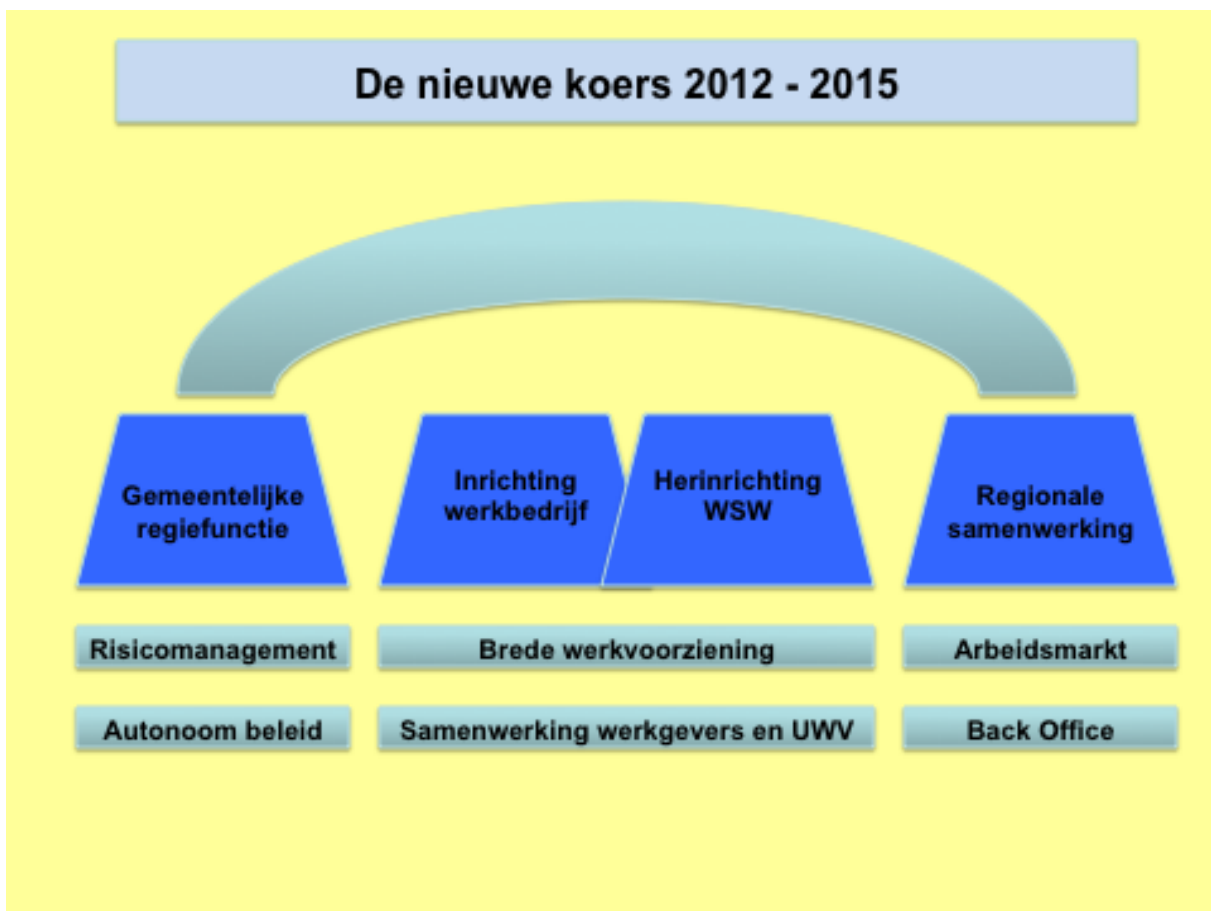 De nieuwe koers 2012 - 2015
Gemeentelijke
regiefunctie
Inrichting
werkbedrijf
Herinrichting
WSW
Regionale
samenwerking
Risicomanagement
Brede werkvoorziening
Arbeidsmarkt
Autonoom beleid
Samenwerking werkgevers en UWV
Back Office